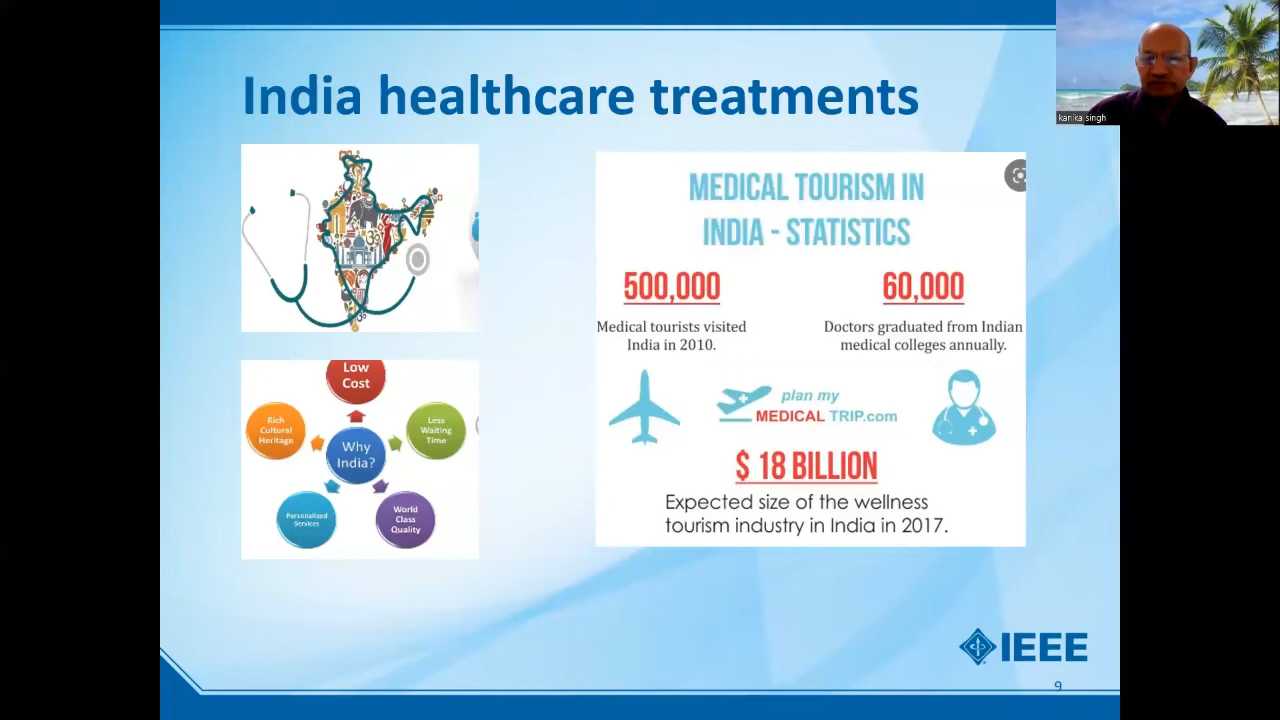 India healthcare treatments
kanika singh
MEDICAL TOURISM IN
INDIA - STATISTICS
500,000
Medical tourists visited
India in 2010.
60,000
Doctors graduated from Indian
medical colleges annually.
plan my
MEDICAL TRIP.com
$ 18 BILLION
Expected size of the wellness
tourism industry in India in 2017.
Low
Cost
Rich
Cultural
Heritage
Less
Waiting
Time
Why
India?
Personalized
Services
World
Class
Quality
IEEE
9